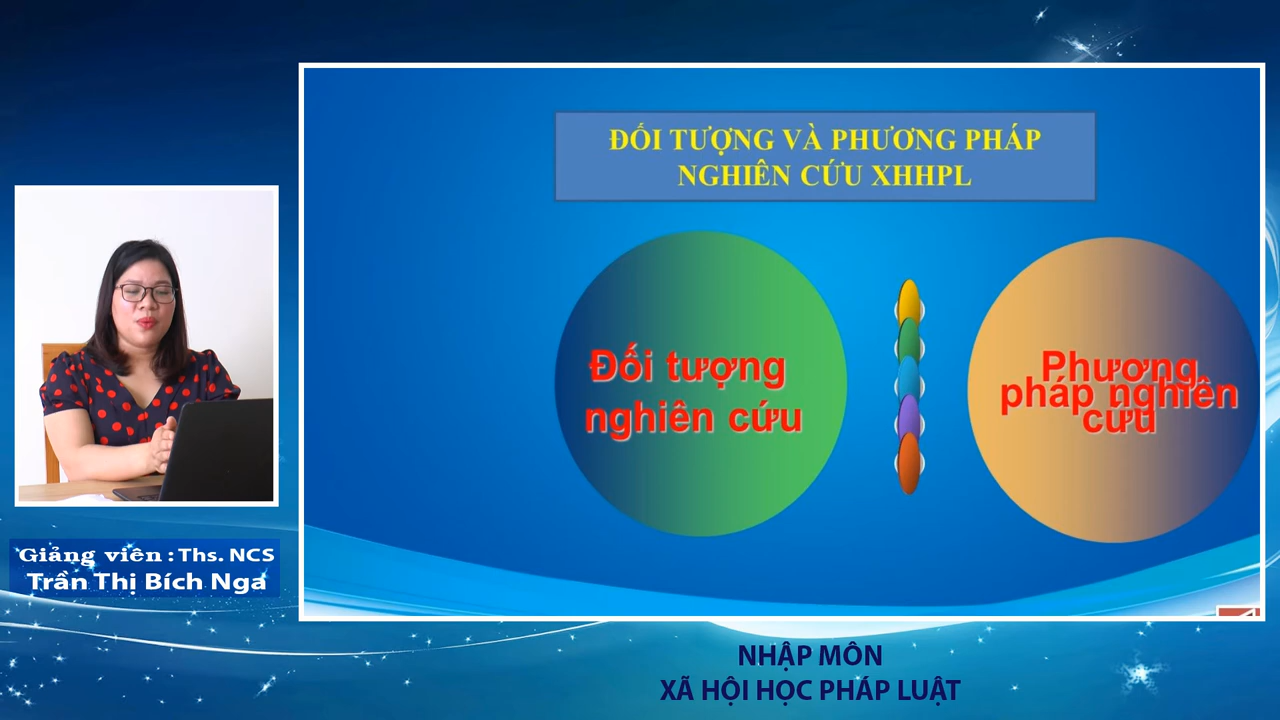 ĐỐI TƯỢNG VÀ PHƯƠNG PHÁP
NGHIÊN CỨU XHHPL
Đối tượng
nghiên cứu
Phương
pháp nghiên
cứu
Giảng viên : Ths. NCS
Trần Thị Bích Nga
NHẬP MÔN
XÃ HỘI HỌC PHÁP LUẬT